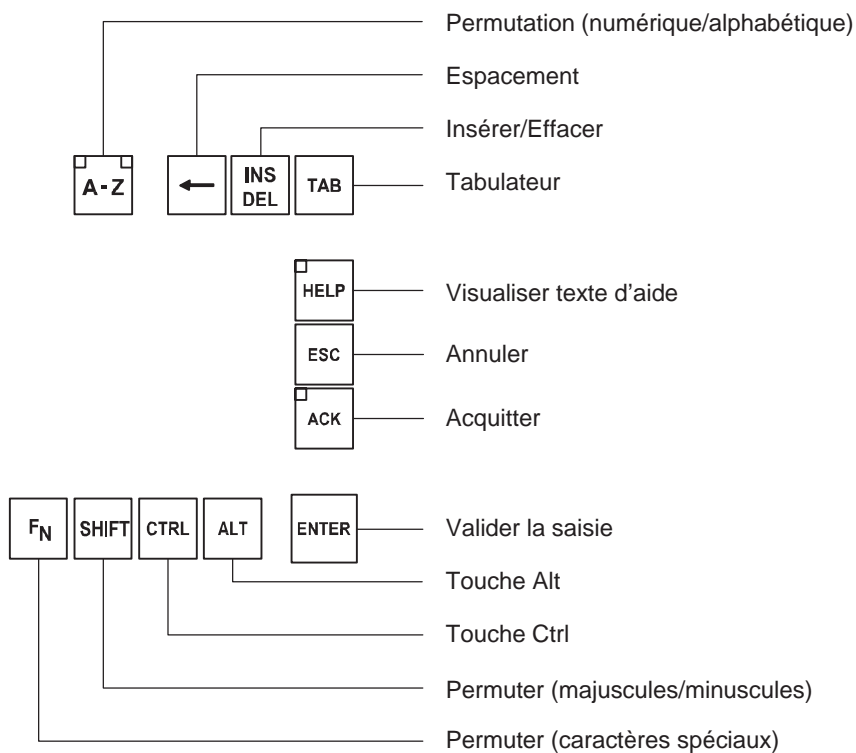 Permutation (numérique/alphabétique)
Espacement
Insérer/Effacer
A-Z
←
INS
DEL
TAB
Tabulateur
HELP
Visualiser texte d'aide
ESC
Annuler
ACK
Acquitter
FN
SHIFT
CTRL
ALT
ENTER
Valider la saisie
Touche Alt
Touche Ctrl
Permuter (majuscules/minuscules)
Permuter (caractères spéciaux)